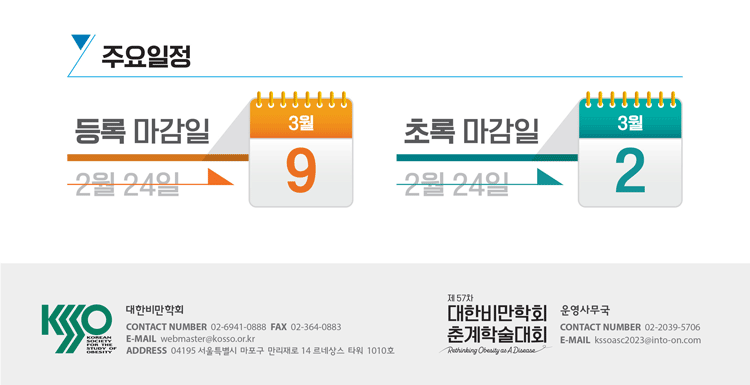 주요일정
등록 마감일
2월 24일
3월
9
초록 마감일
2월 24일
3월
2
KSSO
KOREAN
SOCIETY
FOR THE
STUDY OF
OBESITY
대한비만학회
CONTACT NUMBER 02-6941-0888 FAX 02-364-0883
E-MAIL webmaster@kosso.or.kr
ADDRESS 04195 서울특별시 마포구 만리재로 14 르네상스 타워 1010호
제 57차
대한비만학회
춘계학술대회
Rethinking Obesity as A Disease
운영사무국
CONTACT NUMBER 02-2039-5706
E-MAIL kssoasc2023@into-on.com